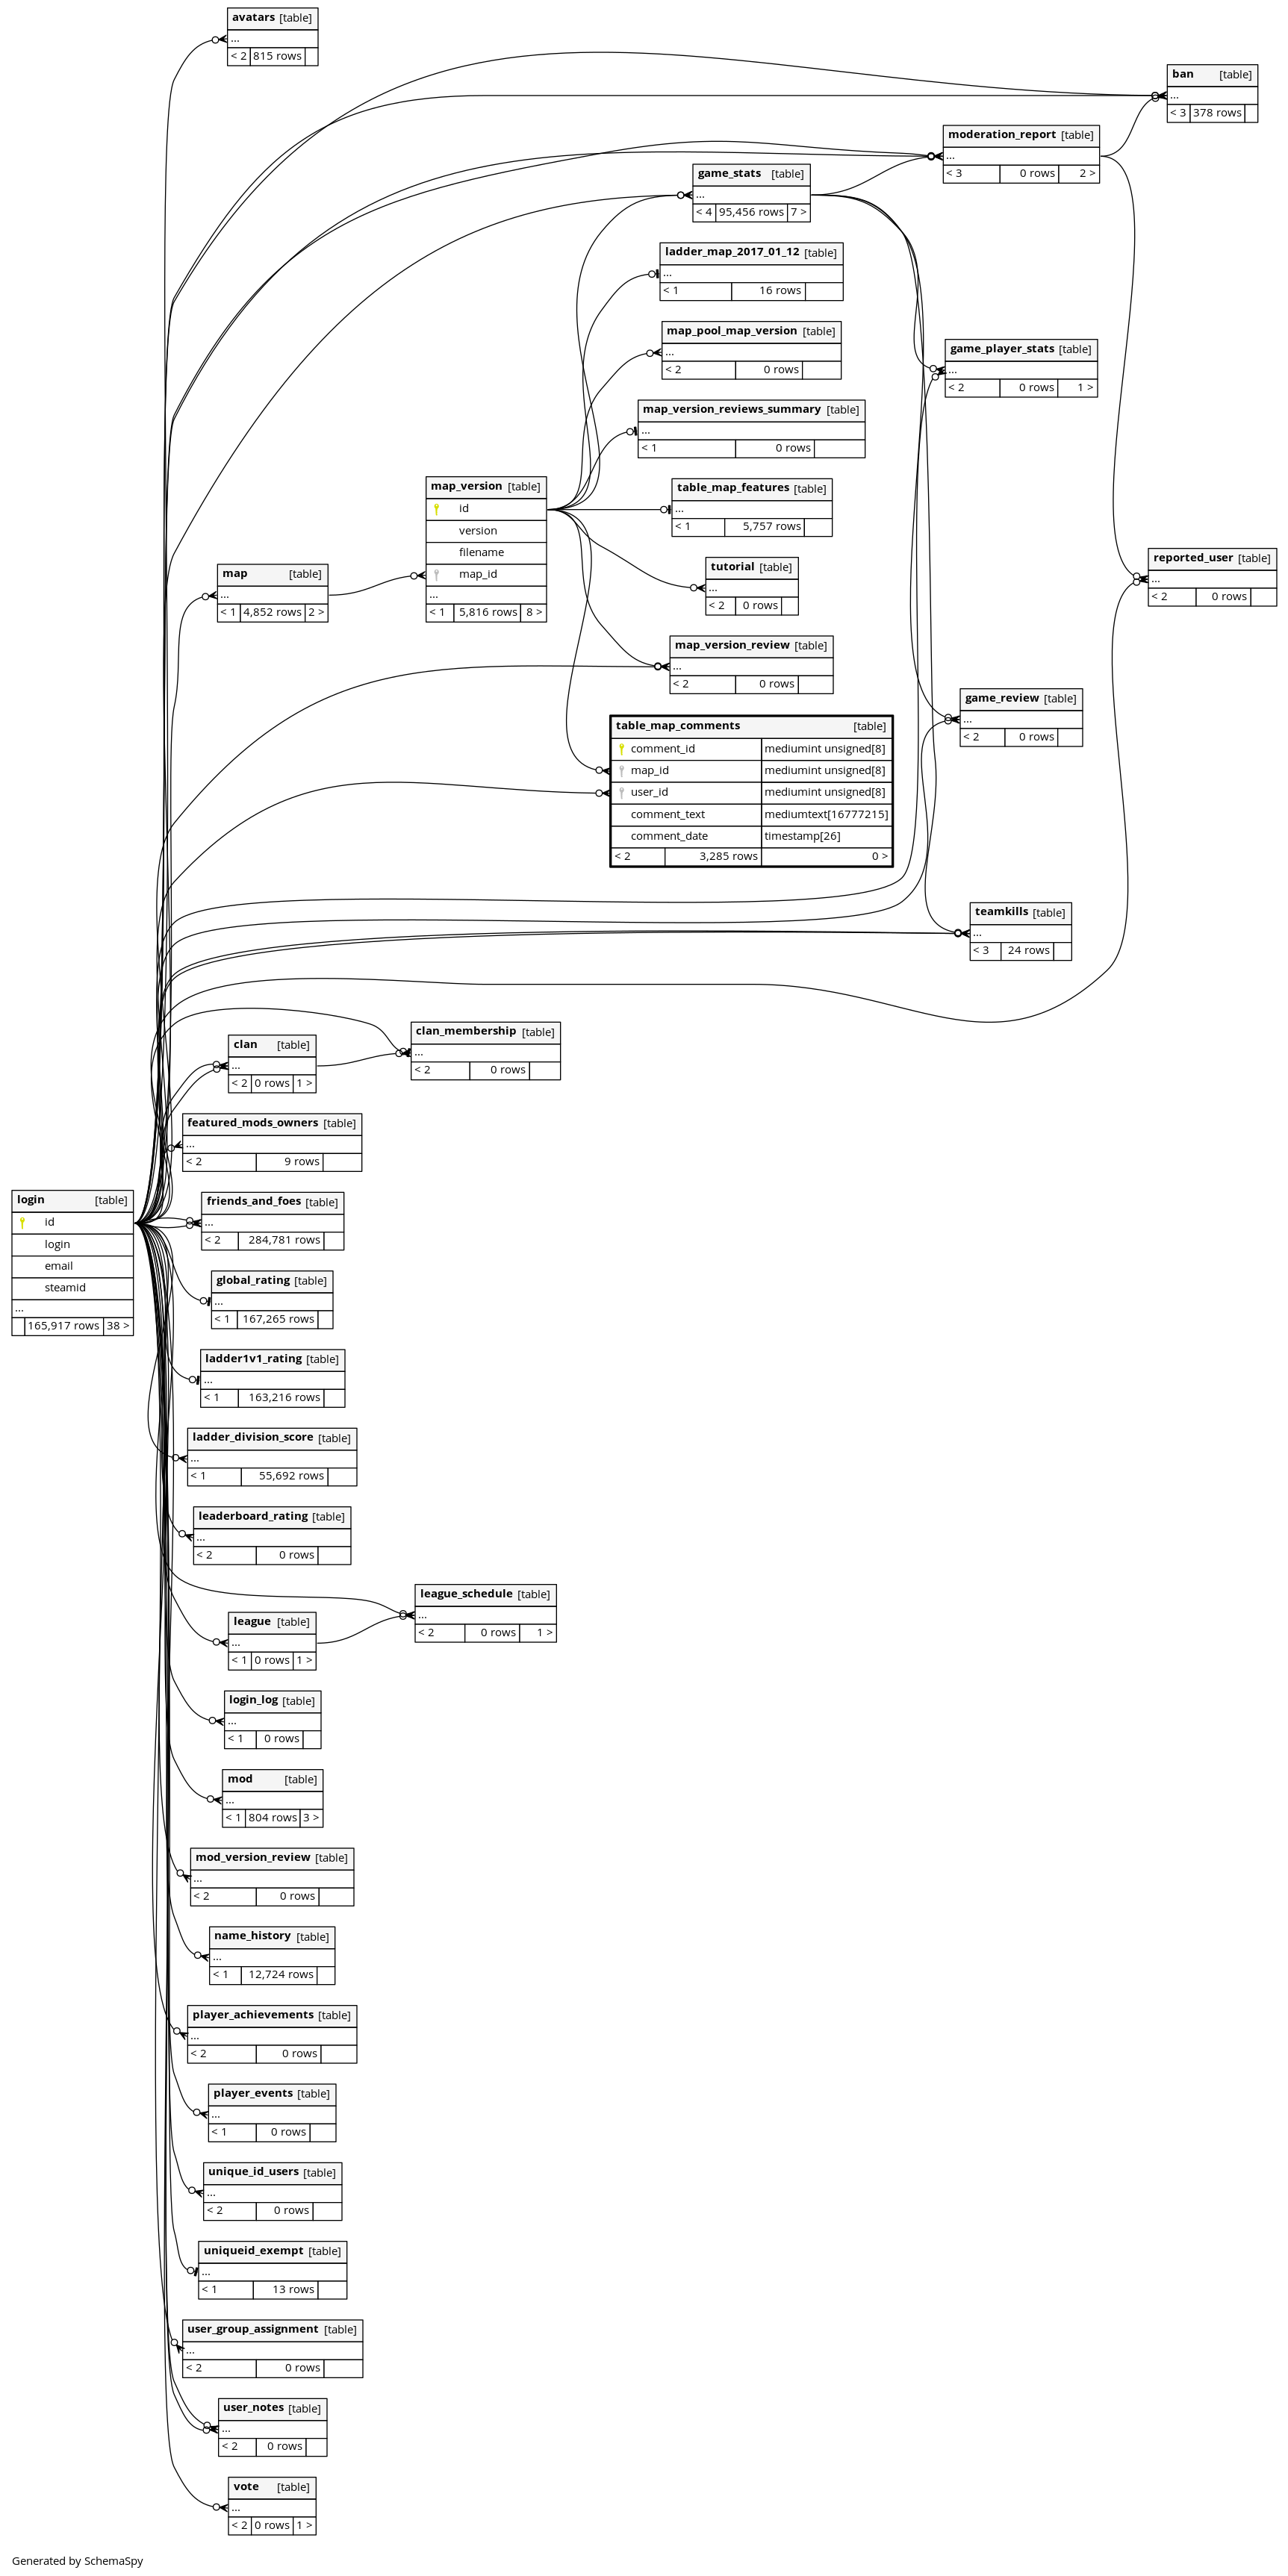 avatars [table]
...
< 2 815 rows
ban [table]
...
< 3 378 rows
moderation_report [table]
...
< 3 0 rows 2 >
game_stats [table]
...
< 4 95,456 rows 7 >
ladder_map_2017_01_12 [table]
...
< 1 16 rows
map_pool_map_version [table]
...
< 2 0 rows
game_player_stats [table]
...
< 2 0 rows 1 >
map_version_reviews_summary [table]
...
< 1 0 rows
map_version [table]
id
version
filename
map_id
...
< 1 5,816 rows 8 >
table_map_features [table]
...
< 1 5,757 rows
reported_user [table]
...
< 2 0 rows
tutorial [table]
...
< 2 0 rows
map [table]
...
< 1 4,852 rows 2 >
map_version_review [table]
...
< 2 0 rows
game_review [table]
...
< 2 0 rows
table_map_comments [table]
comment_id mediumint unsigned[8]
map_id mediumint unsigned[8]
user_id mediumint unsigned[8]
comment_text mediumtext[16777215]
comment_date timestamp[26]
< 2 3,285 rows 0 >
teamkills [table]
...
< 3 24 rows
clan_membership [table]
...
< 2 0 rows
clan [table]
...
< 2 0 rows 1 >
featured_mods_owners [table]
...
< 2 9 rows
login [table]
id
login
email
steamid
...
165,917 rows 38 >
friends_and_foes [table]
...
< 2 284,781 rows
global_rating [table]
...
< 1 167,265 rows
ladder1v1_rating [table]
...
< 1 163,216 rows
ladder_division_score [table]
...
< 1 55,692 rows
leaderboard_rating [table]
...
< 2 0 rows
league_schedule [table]
...
< 2 0 rows 1 >
league [table]
...
< 1 0 rows 1 >
login_log [table]
...
< 1 0 rows
mod [table]
...
< 1 804 rows 3 >
mod_version_review [table]
...
< 2 0 rows
name_history [table]
...
< 1 12,724 rows
player_achievements [table]
...
< 2 0 rows
player_events [table]
...
< 1 0 rows
unique_id_users [table]
...
< 2 0 rows
uniqueid_exempt [table]
...
< 1 13 rows
user_group_assignment [table]
...
< 2 0 rows
user_notes [table]
...
< 2 0 rows
vote [table]
...
< 2 0 rows 1 >
Generated by SchemaSpy